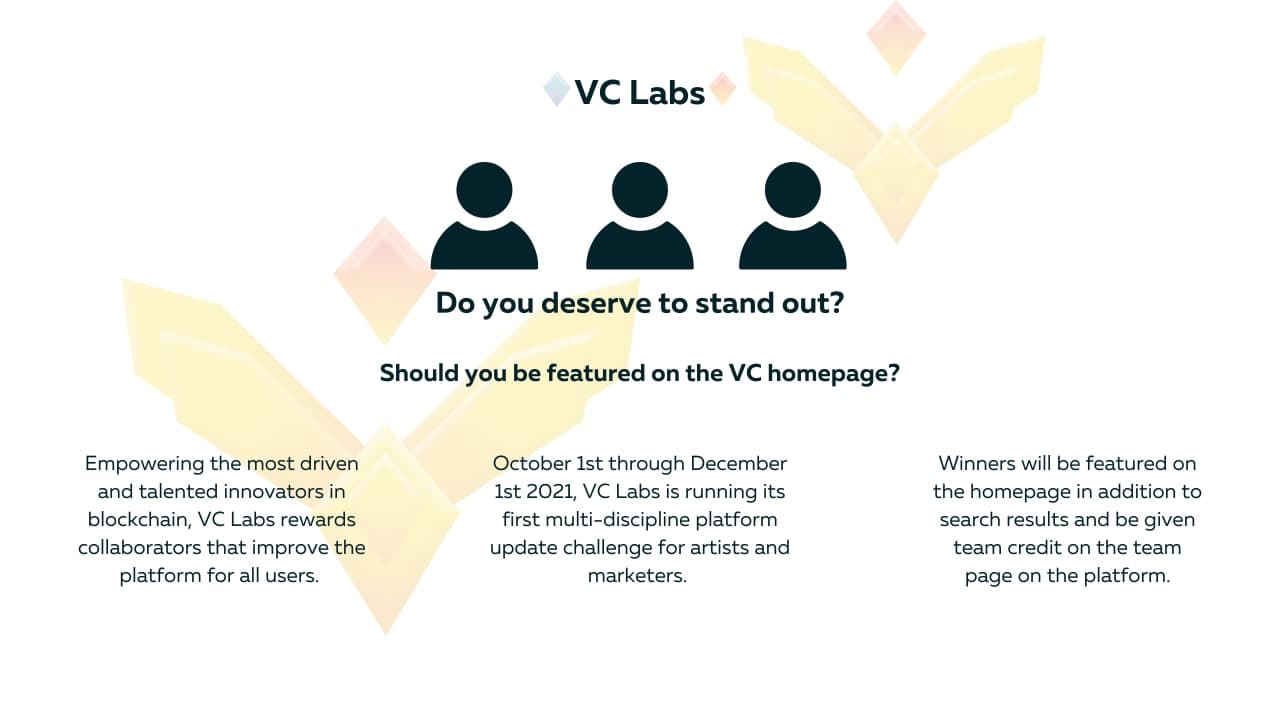 VC Labs
Do you deserve to stand out?
Should you be featured on the VC homepage?
Empowering the most driven
and talented innovators in
blockchain, VC Labs rewards
collaborators that improve the
platform for all users.
October 1st through December
1st 2021, VC Labs is running its
first multi-discipline platform
update challenge for artists and
marketers.
Winners will be featured on
the homepage in addition to
search results and be given
team credit on the team
page on the platform.